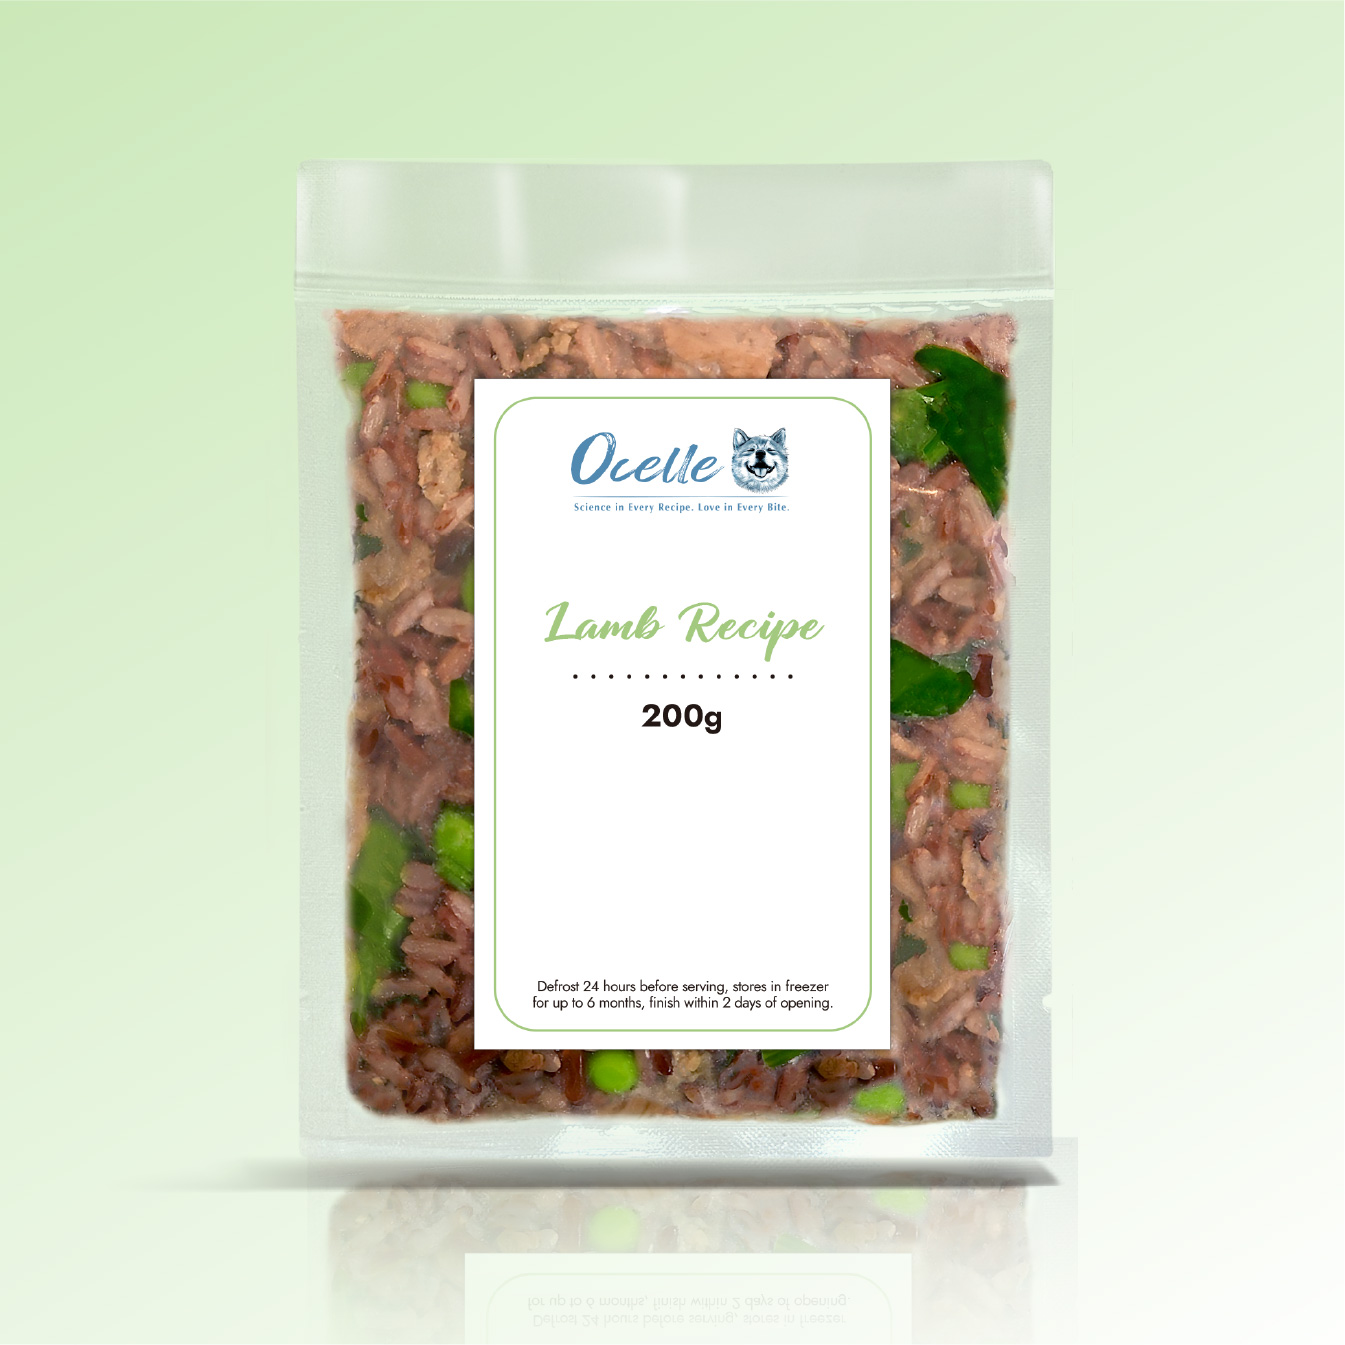 Ocelle
Science in Every Recipe. Love in Every Bite.
Lamb Recipe
200g
Defrost 24 hours before serving, stores in freezer
for up to 6 months, finish within 2 days of opening.